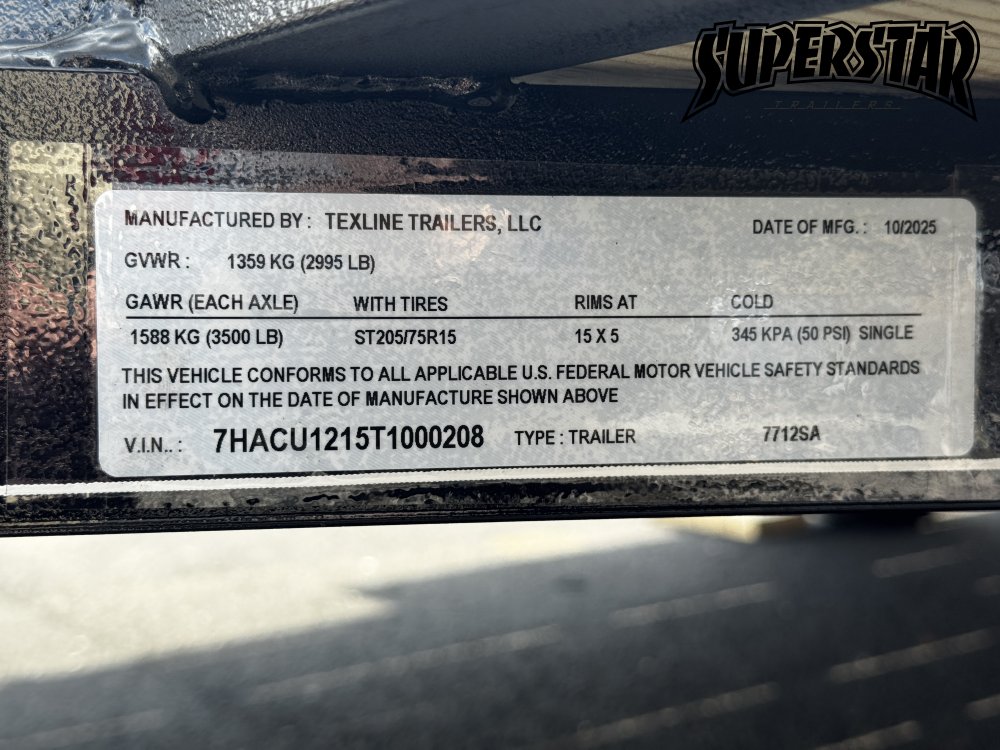 SUPERSTAR
TRAILERS
MANUFACTURED BY : TEXLINE TRAILERS, LLC DATE OF MFG. : 10/2025
GVWR : 1359 KG (2995 LB)
GAWR (EACH AXLE) WITH TIRES RIMS AT COLD
1588 KG (3500 LB) ST205/75R15 15 X 5 345 KPA (50 PSI) SINGLE
THIS VEHICLE CONFORMS TO ALL APPLICABLE U.S. FEDERAL MOTOR VEHICLE SAFETY STANDARDS
IN EFFECT ON THE DATE OF MANUFACTURE SHOWN ABOVE
V.I.N.. : 7HACU1215T1000208 TYPE : TRAILER 7712SA